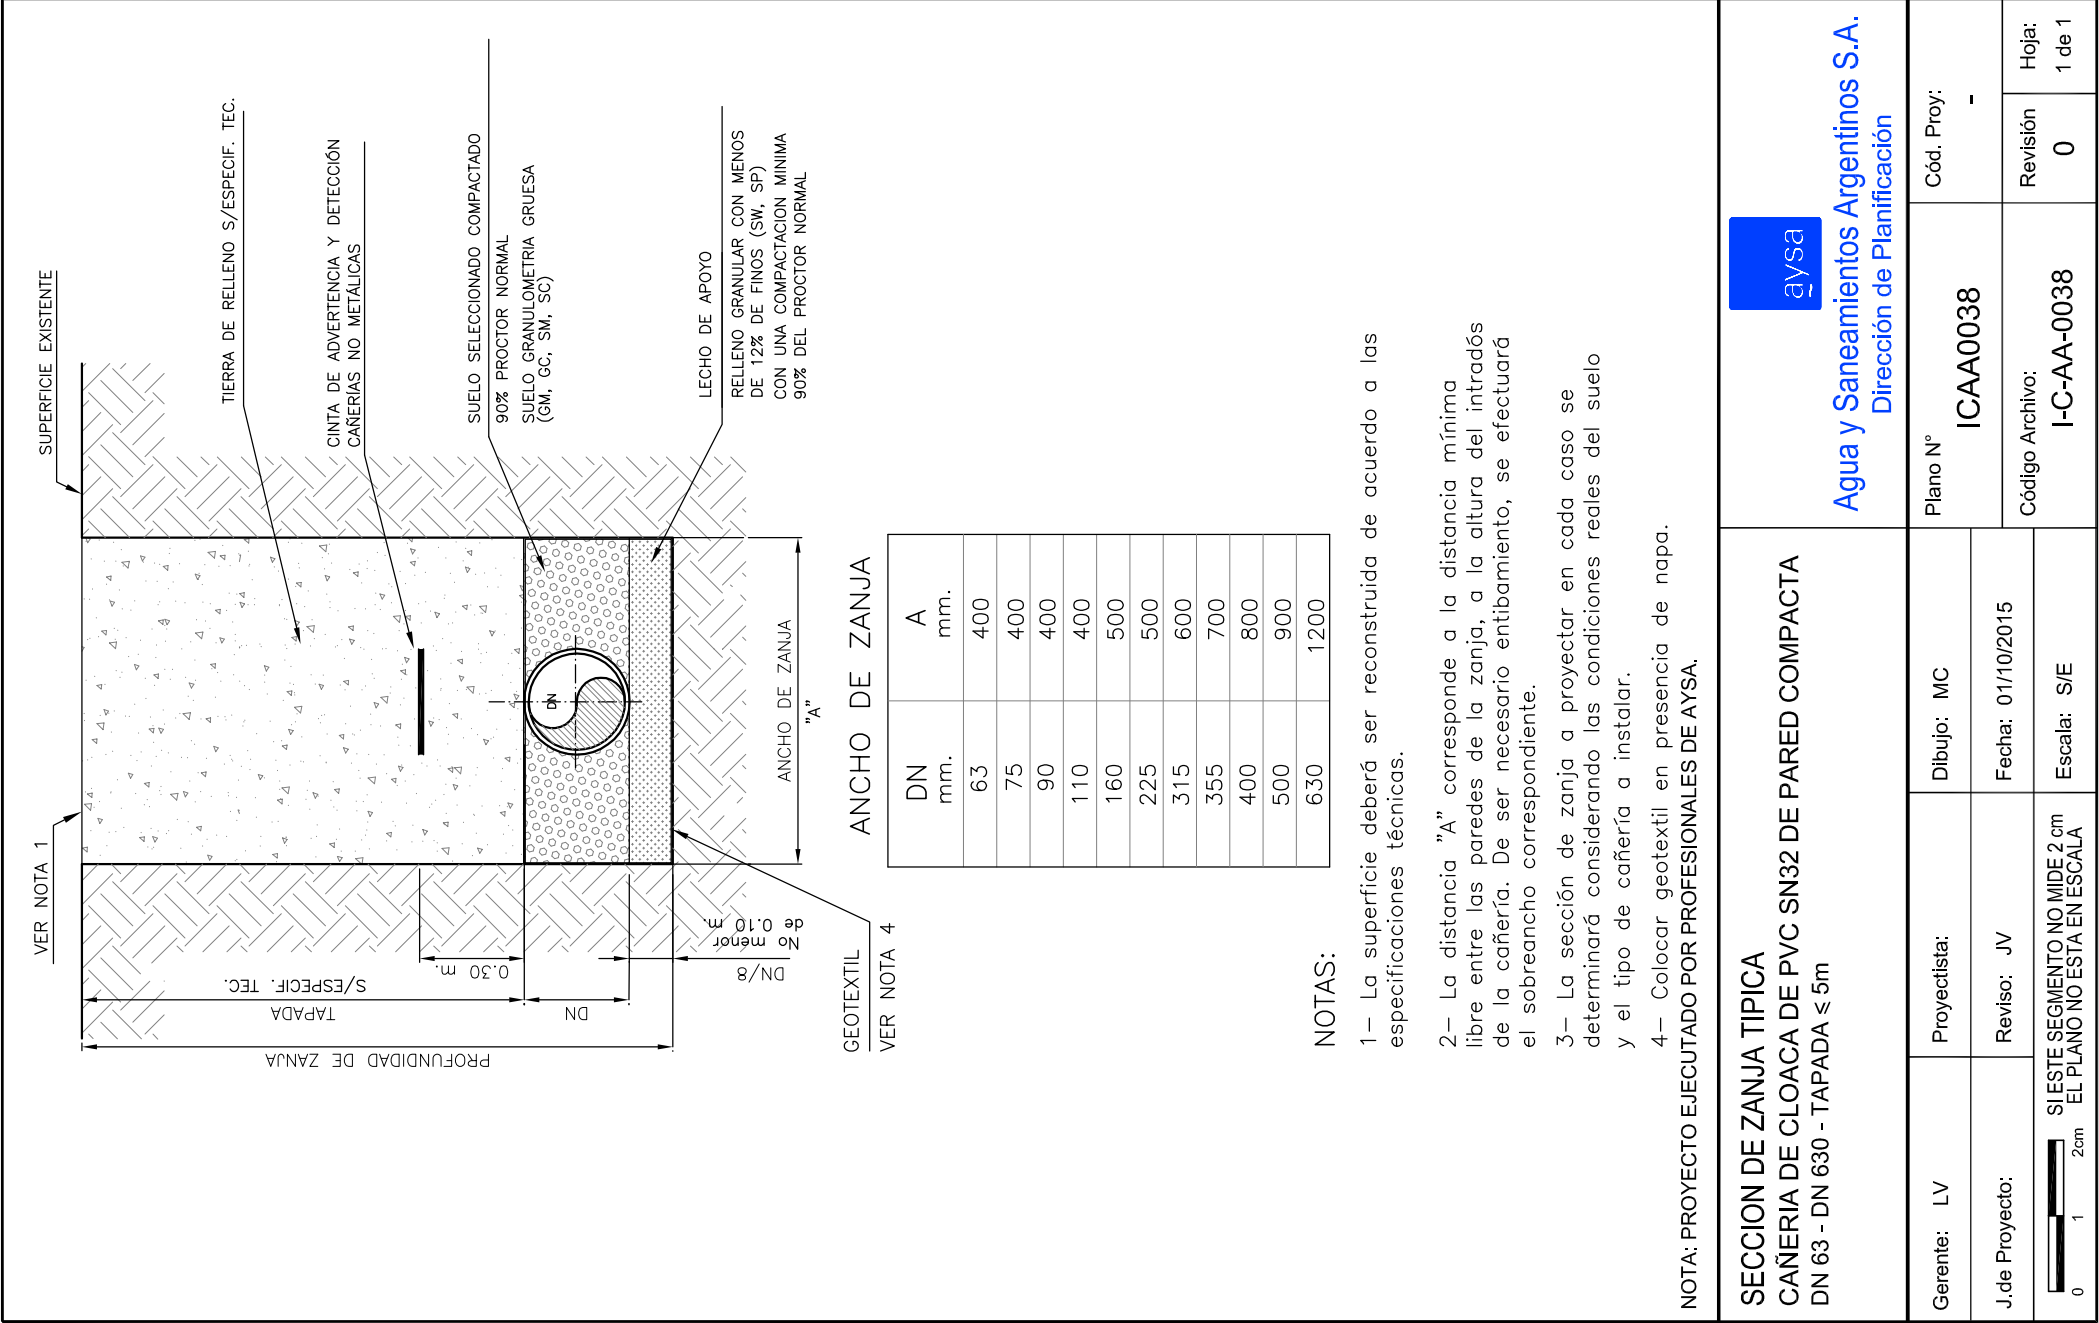 SUPERFICIE EXISTENTE
VER NOTA 1
TIERRA DE RELLENO S/ESPECIF. TEC.
CINTA DE ADVERTENCIA Y DETECCIÓN
CAÑERÍAS NO METÁLICAS
SUELO SELECCIONADO COMPACTADO
90% PROCTOR NORMAL
SUELO GRANULOMETRIA GRUESA
(GM, GC, SM, SC)
LECHO DE APOYO
RELLENO GRANULAR CON MENOS
DE 12% DE FINOS (SW, SP)
CON UNA COMPACTACION MINIMA
90% DEL PROCTOR NORMAL
PROFUNDIDAD DE ZANJA
TAPADA
S/ESPECIF. TEC.
0.30 m.
DN
DN
DN/8
No menor
de 0.10 m.
GEOTEXTIL
VER NOTA 4
ANCHO DE ZANJA
"A"
ANCHO DE ZANJA
DN A
mm. mm.
63 400
75 400
90 400
110 400
160 500
225 500
315 600
355 700
400 800
500 900
630 1200
NOTAS:
1— La superficie deberá ser reconstruida de acuerdo a las
especificaciones técnicas.
2— La distancia "A" corresponde a la distancia mínima
libre entre las paredes de la zanja, a la altura del intradós
de la cañería. De ser necesario entibamiento, se efectuará
el sobreancho correspondiente.
3— La sección de zanja a proyectar en cada caso se
determinará considerando las condiciones reales del suelo
y el tipo de cañería a instalar.
4— Colocar geotextil en presencia de napa.
NOTA: PROYECTO EJECUTADO POR PROFESIONALES DE AYSA.
SECCION DE ZANJA TIPICA
CAÑERIA DE CLOACA DE PVC SN32 DE PARED COMPACTA
DN 63 - DN 630 - TAPADA ≤ 5m
aysa
Agua y Saneamientos Argentinos S.A.
Dirección de Planificación
Gerente: LV
Proyectista:
Dibujo: MC
Plano N°
ICAA0038
Cód. Proy:
-
J.de Proyecto:
Reviso: JV
Fecha: 01/10/2015
Código Archivo:
I-C-AA-0038
Revisión
0
Hoja:
1 de 1
0 1 2cm
SI ESTE SEGMENTO NO MIDE 2 cm
EL PLANO NO ESTA EN ESCALA
Escala: S/E